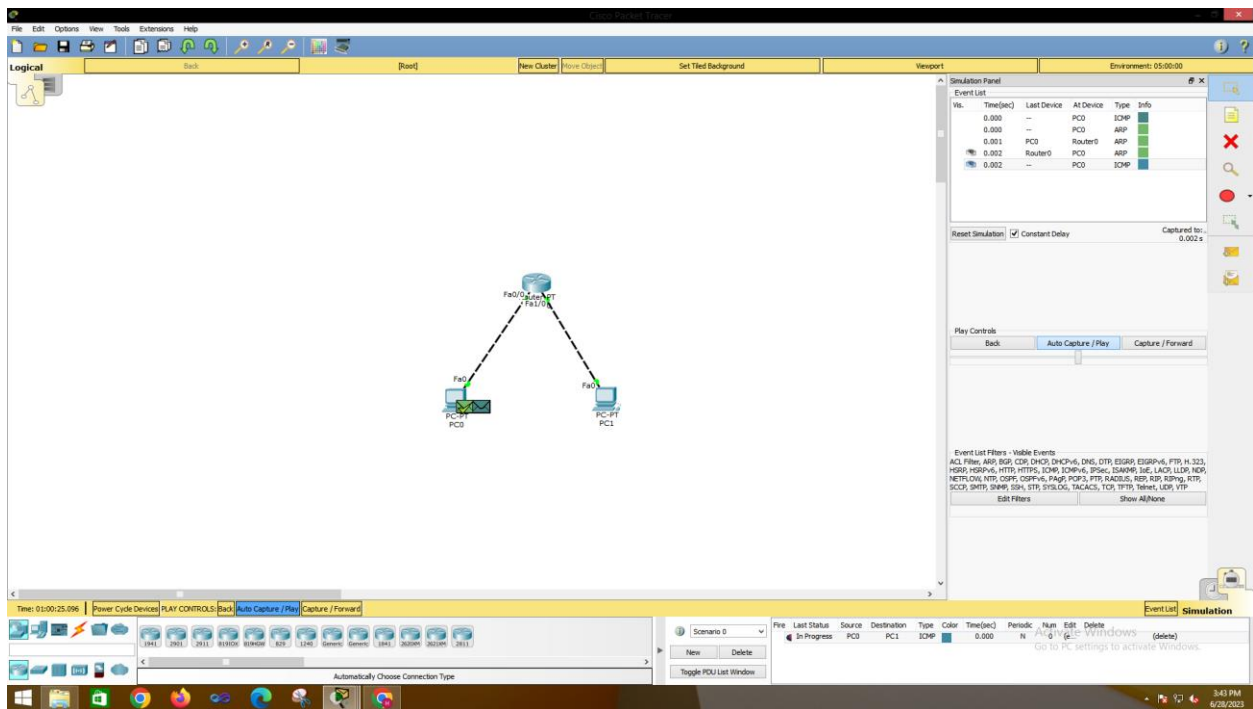 Cisco Packet Tracer
File Edit Options View Tools Extensions Help
Logical Back [Root] New Cluster Move Object Set Tiled Background Viewport Environment: 05:00:00
Simulation Panel
Event List
Vis. Time(sec) Last Device At Device Type Info
0.000 -- PC0 ICMP
0.000 -- PC0 ARP
0.001 PC0 Router0 ARP
0.002 Router0 PC0 ARP
0.002 -- PC0 ICMP
Reset Simulation Constant Delay Captured to:
0.002 s
Fa0/0 Router-PT
Fa1/0
Play Controls
Back Auto Capture / Play Capture / Forward
Fa0 Fa0
PC-PT PC-PT
PC0 PC1
Event List Filters - Visible Events
ACL Filter, ARP, BGP, CDP, DHCP, DHCPv6, DNS, DTP, EIGRP, EIGRPv6, FTP, H.323,
HSRP, HSRPv6, HTTP, HTTPS, ICMP, ICMPv6, IPSec, ISAKMP, IoE, LACP, LLDP, NDP,
NETFLOW, NTP, OSPF, OSPFv6, PAgP, POP3, PTP, RADIUS, REP, RIP, RIPng, RTP,
SCCP, SMTP, SNMP, SSH, STP, SYSLOG, TACACS, TCP, TFTP, Telnet, UDP, VTP
Edit Filters Show All/None
Time: 01:00:25.096 Power Cycle Devices PLAY CONTROLS: Back Auto Capture / Play Capture / Forward Event List Simulation
1941 2901 2911 819IOX 819HGW 829 1240 Generic Generic 1841 2620XM 2621XM 2811
Automatically Choose Connection Type
Scenario 0
New Delete
Toggle PDU List Window
Fire Last Status Source Destination Type Color Time(sec) Periodic Num Edit Delete
In Progress PC0 PC1 ICMP 0.000 N 0 (e... (delete)
Activate Windows
Go to PC settings to activate Windows.
3:43 PM
6/28/2023